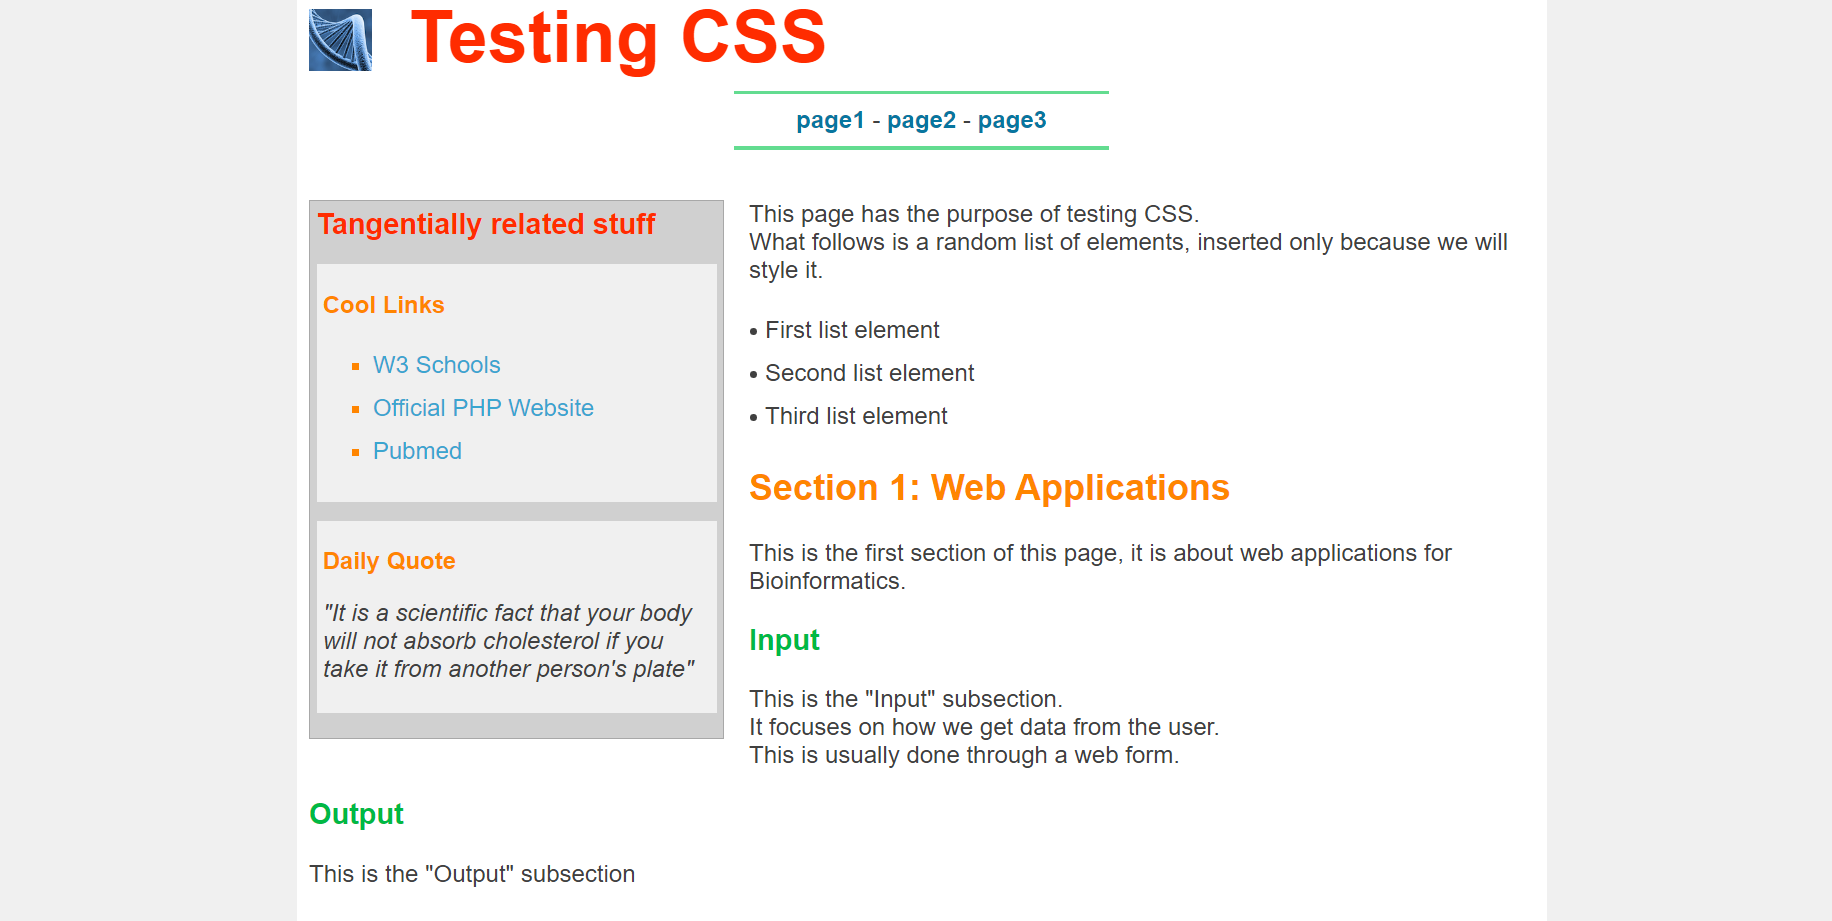 Testing CSS
page1 - page2 - page3
Tangentially related stuff
Cool Links
W3 Schools
Official PHP Website
Pubmed
Daily Quote
"It is a scientific fact that your body
will not absorb cholesterol if you
take it from another person's plate"
This page has the purpose of testing CSS.
What follows is a random list of elements, inserted only because we will
style it.
• First list element
• Second list element
• Third list element
Section 1: Web Applications
This is the first section of this page, it is about web applications for
Bioinformatics.
Input
This is the "Input" subsection.
It focuses on how we get data from the user.
This is usually done through a web form.
Output
This is the "Output" subsection